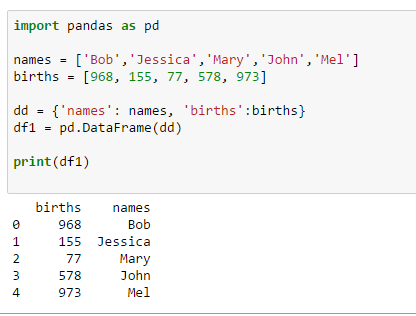 import pandas as pd
names = ['Bob','Jessica','Mary','John','Mel']
births = [968, 155, 77, 578, 973]
dd = {'names': names, 'births':births}
df1 = pd.DataFrame(dd)
print(df1)
births names
0 968 Bob
1 155 Jessica
2 77 Mary
3 578 John
4 973 Mel